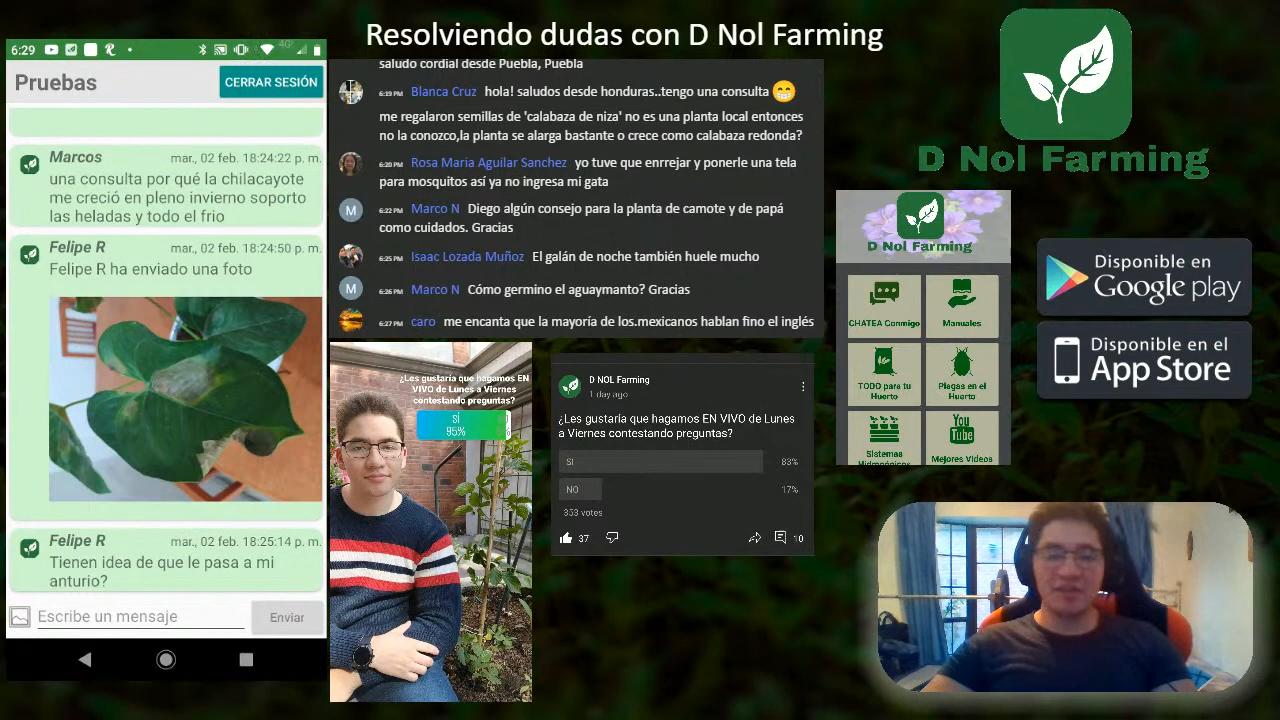 Resolviendo dudas con D Nol Farming
6:29
4G
Pruebas
CERRAR SESIÓN
Marcos
mar., 02 feb. 18:24:22 p. m.
una consulta por qué la chilacayote
me creció en pleno invierno soporto
las heladas y todo el frio
Felipe R
mar., 02 feb. 18:24:50 p. m.
Felipe R ha enviado una foto
Felipe R
mar., 02 feb. 18:25:14 p. m.
Tienen idea de que le pasa a mi
anturio?
Escribe un mensaje
Enviar
saludo cordial desde Puebla, Puebla
6:19 PM Blanca Cruz hola! saludos desde honduras..tengo una consulta
me regalaron semillas de 'calabaza de niza' no es una planta local entonces
no la conozco,la planta se alarga bastante o crece como calabaza redonda?
6:20 PM Rosa Maria Aguilar Sanchez yo tuve que enrrejar y ponerle una tela
para mosquitos así ya no ingresa mi gata
M 6:22 PM Marco N Diego algún consejo para la planta de camote y de papá
como cuidados. Gracias
6:25 PM Isaac Lozada Muñoz El galán de noche también huele mucho
M 6:26 PM Marco N Cómo germino el aguaymanto? Gracias
6:27 PM caro me encanta que la mayoría de los.mexicanos hablan fino el inglés
¿Les gustaría que hagamos EN
VIVO de Lunes a Viernes
contestando preguntas?
SÍ
95%
D NOL Farming
1 day ago
¿Les gustaría que hagamos EN VIVO de Lunes
a Viernes contestando preguntas?
SI 83%
NO 17%
353 votes
37
10
D Nol Farming
D Nol Farming
CHATEA Conmigo
Manuales
TODO para tu
Huerto
Plagas en el
Huerto
Sistemas
Hidropónicos
You
Tube
Mejores Videos
Disponible en
Google play
Disponible en el
App Store